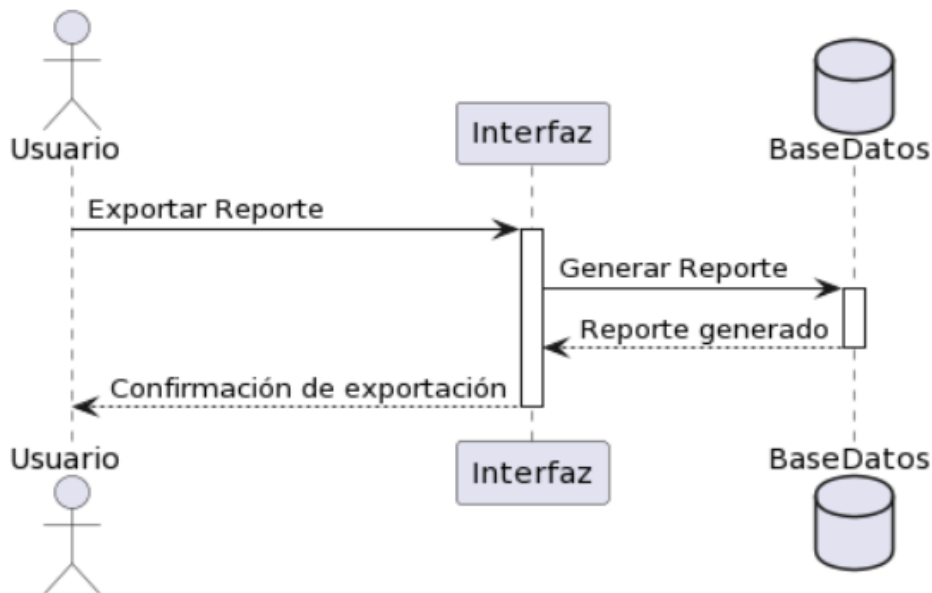 Usuario
Interfaz
BaseDatos
Exportar Reporte
Generar Reporte
Reporte generado
Confirmación de exportación
Usuario
Interfaz
BaseDatos